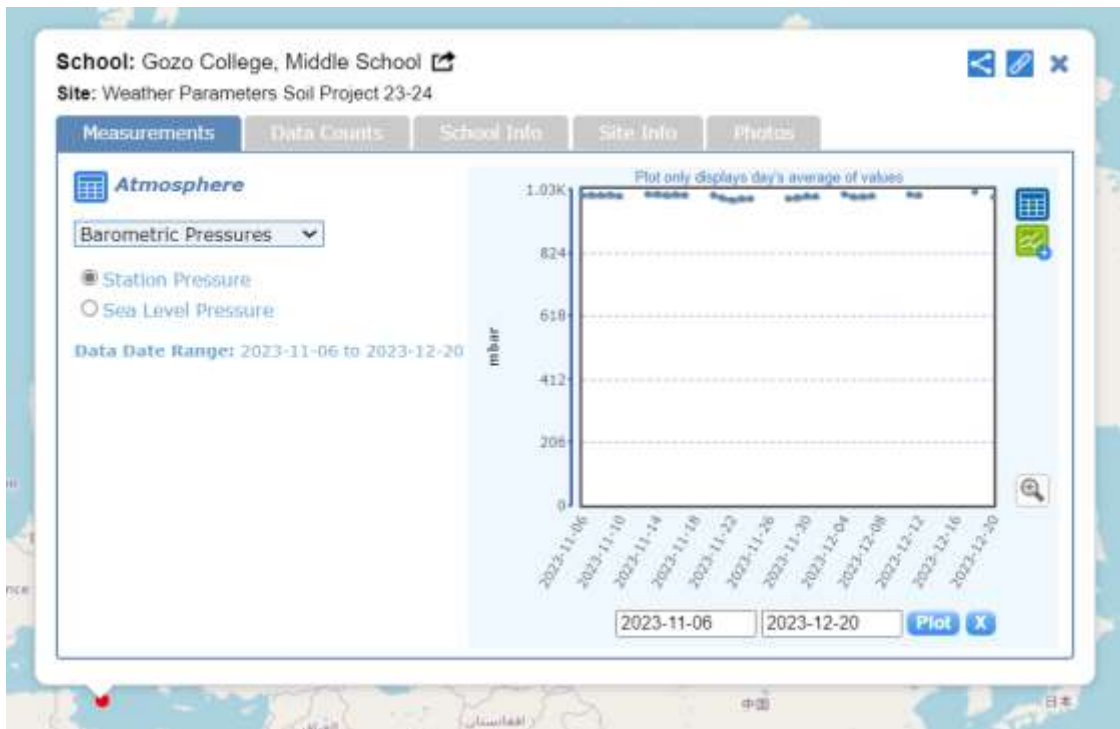 School: Gozo College, Middle School
Site: Weather Parameters Soil Project 23-24
Measurements
Data Counts
School Info
Site Info
Photos
Atmosphere
Barometric Pressures
Station Pressure
Sea Level Pressure
Data Date Range: 2023-11-06 to 2023-12-20
Plot only displays day's average of values
1.03K
824
618
412
206
0
mbar
2023-11-06
2023-11-10
2023-11-14
2023-11-18
2023-11-22
2023-11-26
2023-11-30
2023-12-04
2023-12-08
2023-12-12
2023-12-16
2023-12-20
2023-11-06
2023-12-20
Plot
X
中国
日本